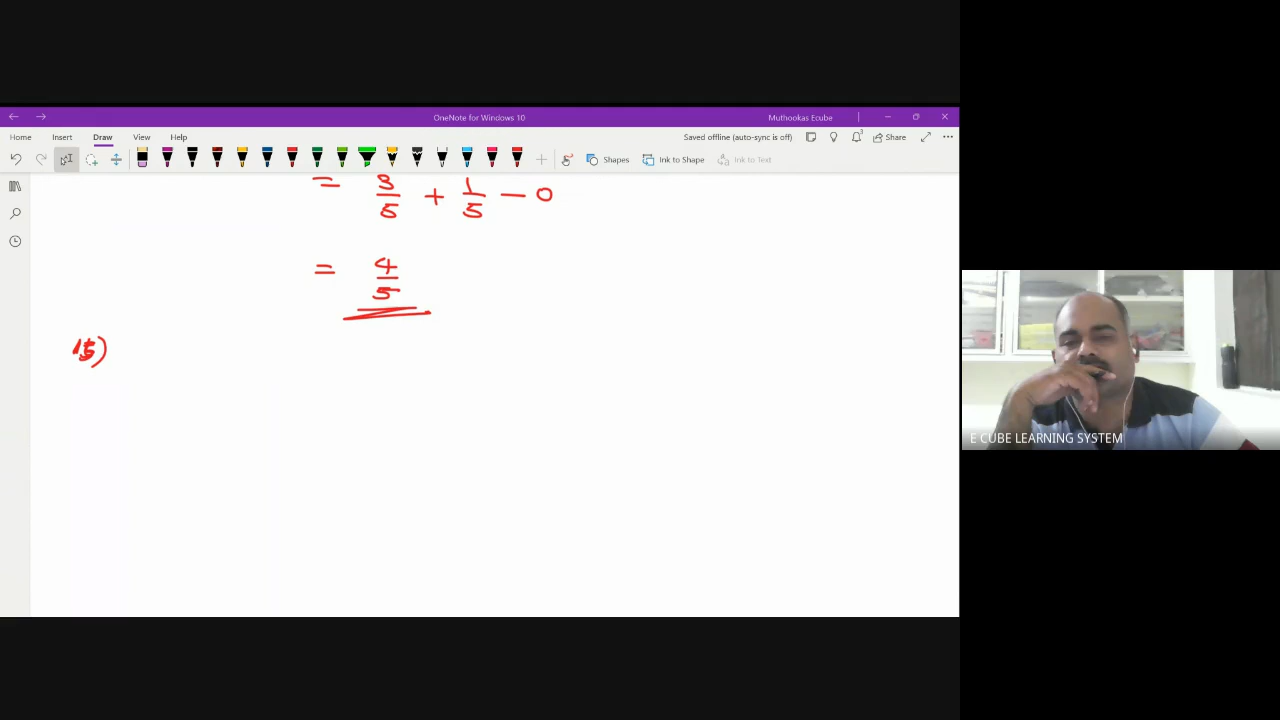 OneNote for Windows 10
Muthookas Ecube
Home Insert Draw View Help
Saved offline (auto-sync is off)
3
Share
Shapes
Ink to Shape
Ink to Text
= 3/5 + 1/5 - 0
= 4/5
15)
E CUBE LEARNING SYSTEM